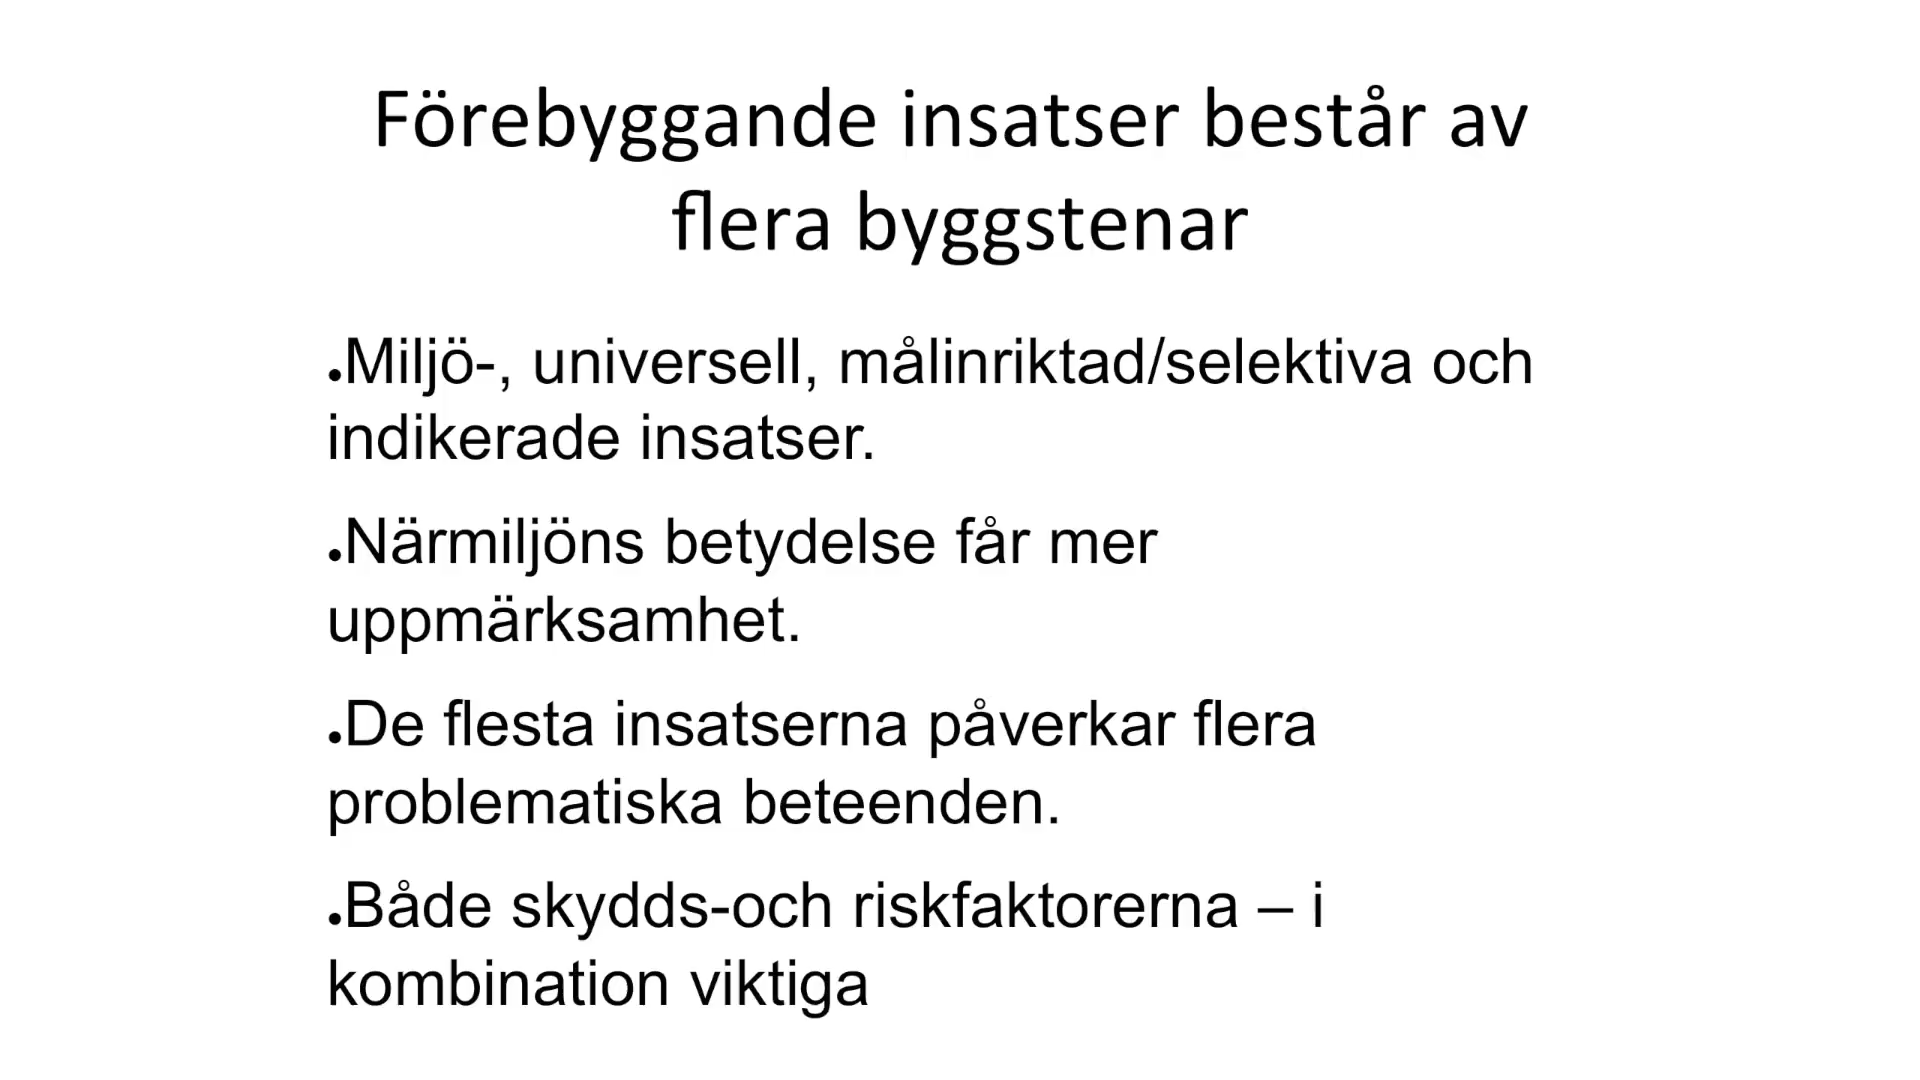 Förebyggande insatser består av
flera byggstenar
•Miljö-, universell, målinriktad/selektiva och
indikerade insatser.
•Närmiljöns betydelse får mer
uppmärksamhet.
•De flesta insatserna påverkar flera
problematiska beteenden.
•Både skydds-och riskfaktorerna – i
kombination viktiga